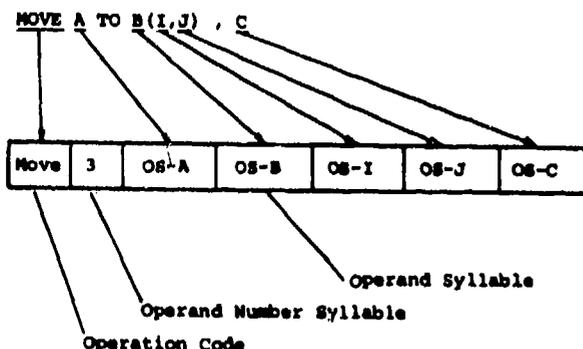 MOVE A TO B(I,J) , C
Move 3 OS-A OS-B OS-I OS-J OS-C
Operand Syllable
Operand Number Syllable
Operation Code